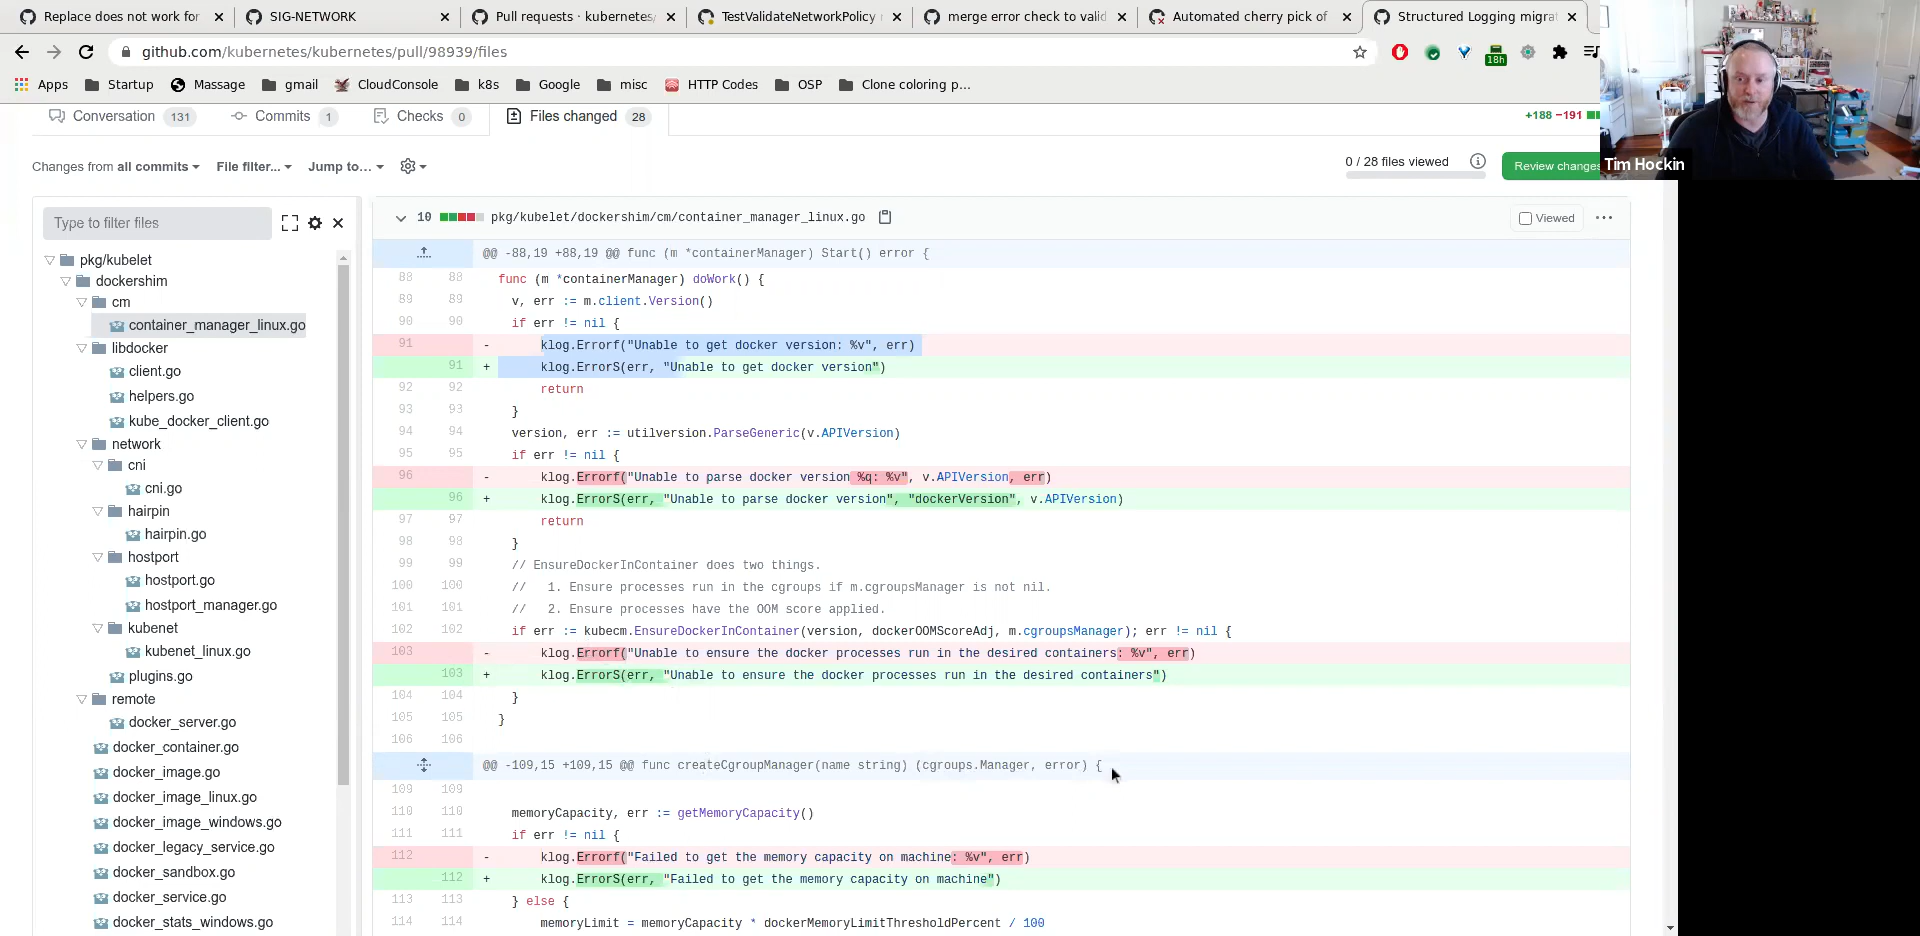 Replace does not work for
SIG-NETWORK
Pull requests · kubernetes/
TestValidateNetworkPolicy
merge error check to valid
Automated cherry pick of
Structured Logging migrat
github.com/kubernetes/kubernetes/pull/98939/files
18h
Apps Startup Massage gmail CloudConsole k8s Google misc HTTP Codes OSP Clone coloring p...
Conversation 131 Commits 1 Checks 0 Files changed 28
+188 −191
Changes from all commits File filter... Jump to... 0 / 28 files viewed Review changes
Tim Hockin
Type to filter files
pkg/kubelet
dockershim
cm
container_manager_linux.go
libdocker
client.go
helpers.go
kube_docker_client.go
network
cni
cni.go
hairpin
hairpin.go
hostport
hostport.go
hostport_manager.go
kubenet
kubenet_linux.go
plugins.go
remote
docker_server.go
docker_container.go
docker_image.go
docker_image_linux.go
docker_image_windows.go
docker_legacy_service.go
docker_sandbox.go
docker_service.go
docker_stats_windows.go
10 pkg/kubelet/dockershim/cm/container_manager_linux.go Viewed
@@ -88,19 +88,19 @@ func (m *containerManager) Start() error {
88 88 func (m *containerManager) doWork() {
89 89 v, err := m.client.Version()
90 90 if err != nil {
91 - klog.Errorf("Unable to get docker version: %v", err)
91 + klog.ErrorS(err, "Unable to get docker version")
92 92 return
93 93 }
94 94 version, err := utilversion.ParseGeneric(v.APIVersion)
95 95 if err != nil {
96 - klog.Errorf("Unable to parse docker version %q: %v", v.APIVersion, err)
96 + klog.ErrorS(err, "Unable to parse docker version", "dockerVersion", v.APIVersion)
97 97 return
98 98 }
99 99 // EnsureDockerInContainer does two things.
100 100 // 1. Ensure processes run in the cgroups if m.cgroupsManager is not nil.
101 101 // 2. Ensure processes have the OOM score applied.
102 102 if err := kubecm.EnsureDockerInContainer(version, dockerOOMScoreAdj, m.cgroupsManager); err != nil {
103 - klog.Errorf("Unable to ensure the docker processes run in the desired containers: %v", err)
103 + klog.ErrorS(err, "Unable to ensure the docker processes run in the desired containers")
104 104 }
105 105 }
106 106
@@ -109,15 +109,15 @@ func createCgroupManager(name string) (cgroups.Manager, error) {
109 109
110 110 memoryCapacity, err := getMemoryCapacity()
111 111 if err != nil {
112 - klog.Errorf("Failed to get the memory capacity on machine: %v", err)
112 + klog.ErrorS(err, "Failed to get the memory capacity on machine")
113 113 } else {
114 114 memoryLimit = memoryCapacity * dockerMemoryLimitThresholdPercent / 100